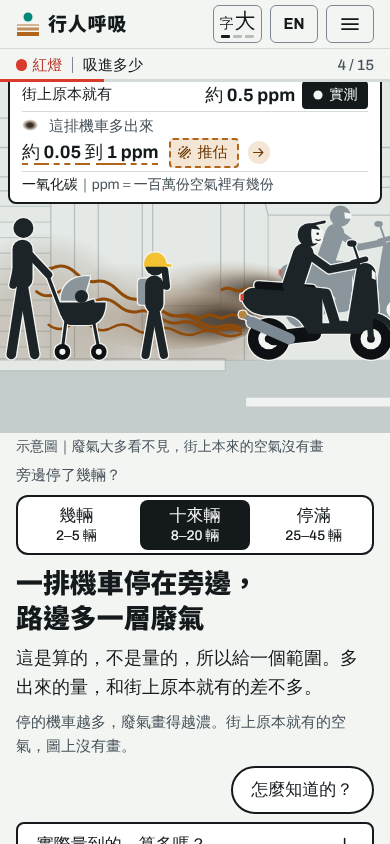 行人呼吸
字大
EN
紅燈｜吸進多少
4 / 15
街上原本就有
約 0.5 ppm
實測
這排機車多出來
約 0.05 到 1 ppm
推估
一氧化碳｜ppm＝一百萬份空氣裡有幾份
示意圖｜廢氣大多看不見，街上本來的空氣沒有畫
旁邊停了幾輛？
幾輛
2–5 輛
十來輛
8–20 輛
停滿
25–45 輛
一排機車停在旁邊，
路邊多一層廢氣
這是算的，不是量的，所以給一個範圍。多
出來的量，和街上原本就有的差不多。
停的機車越多，廢氣畫得越濃。街上原本就有的空
氣，圖上沒有畫。
怎麼知道的？